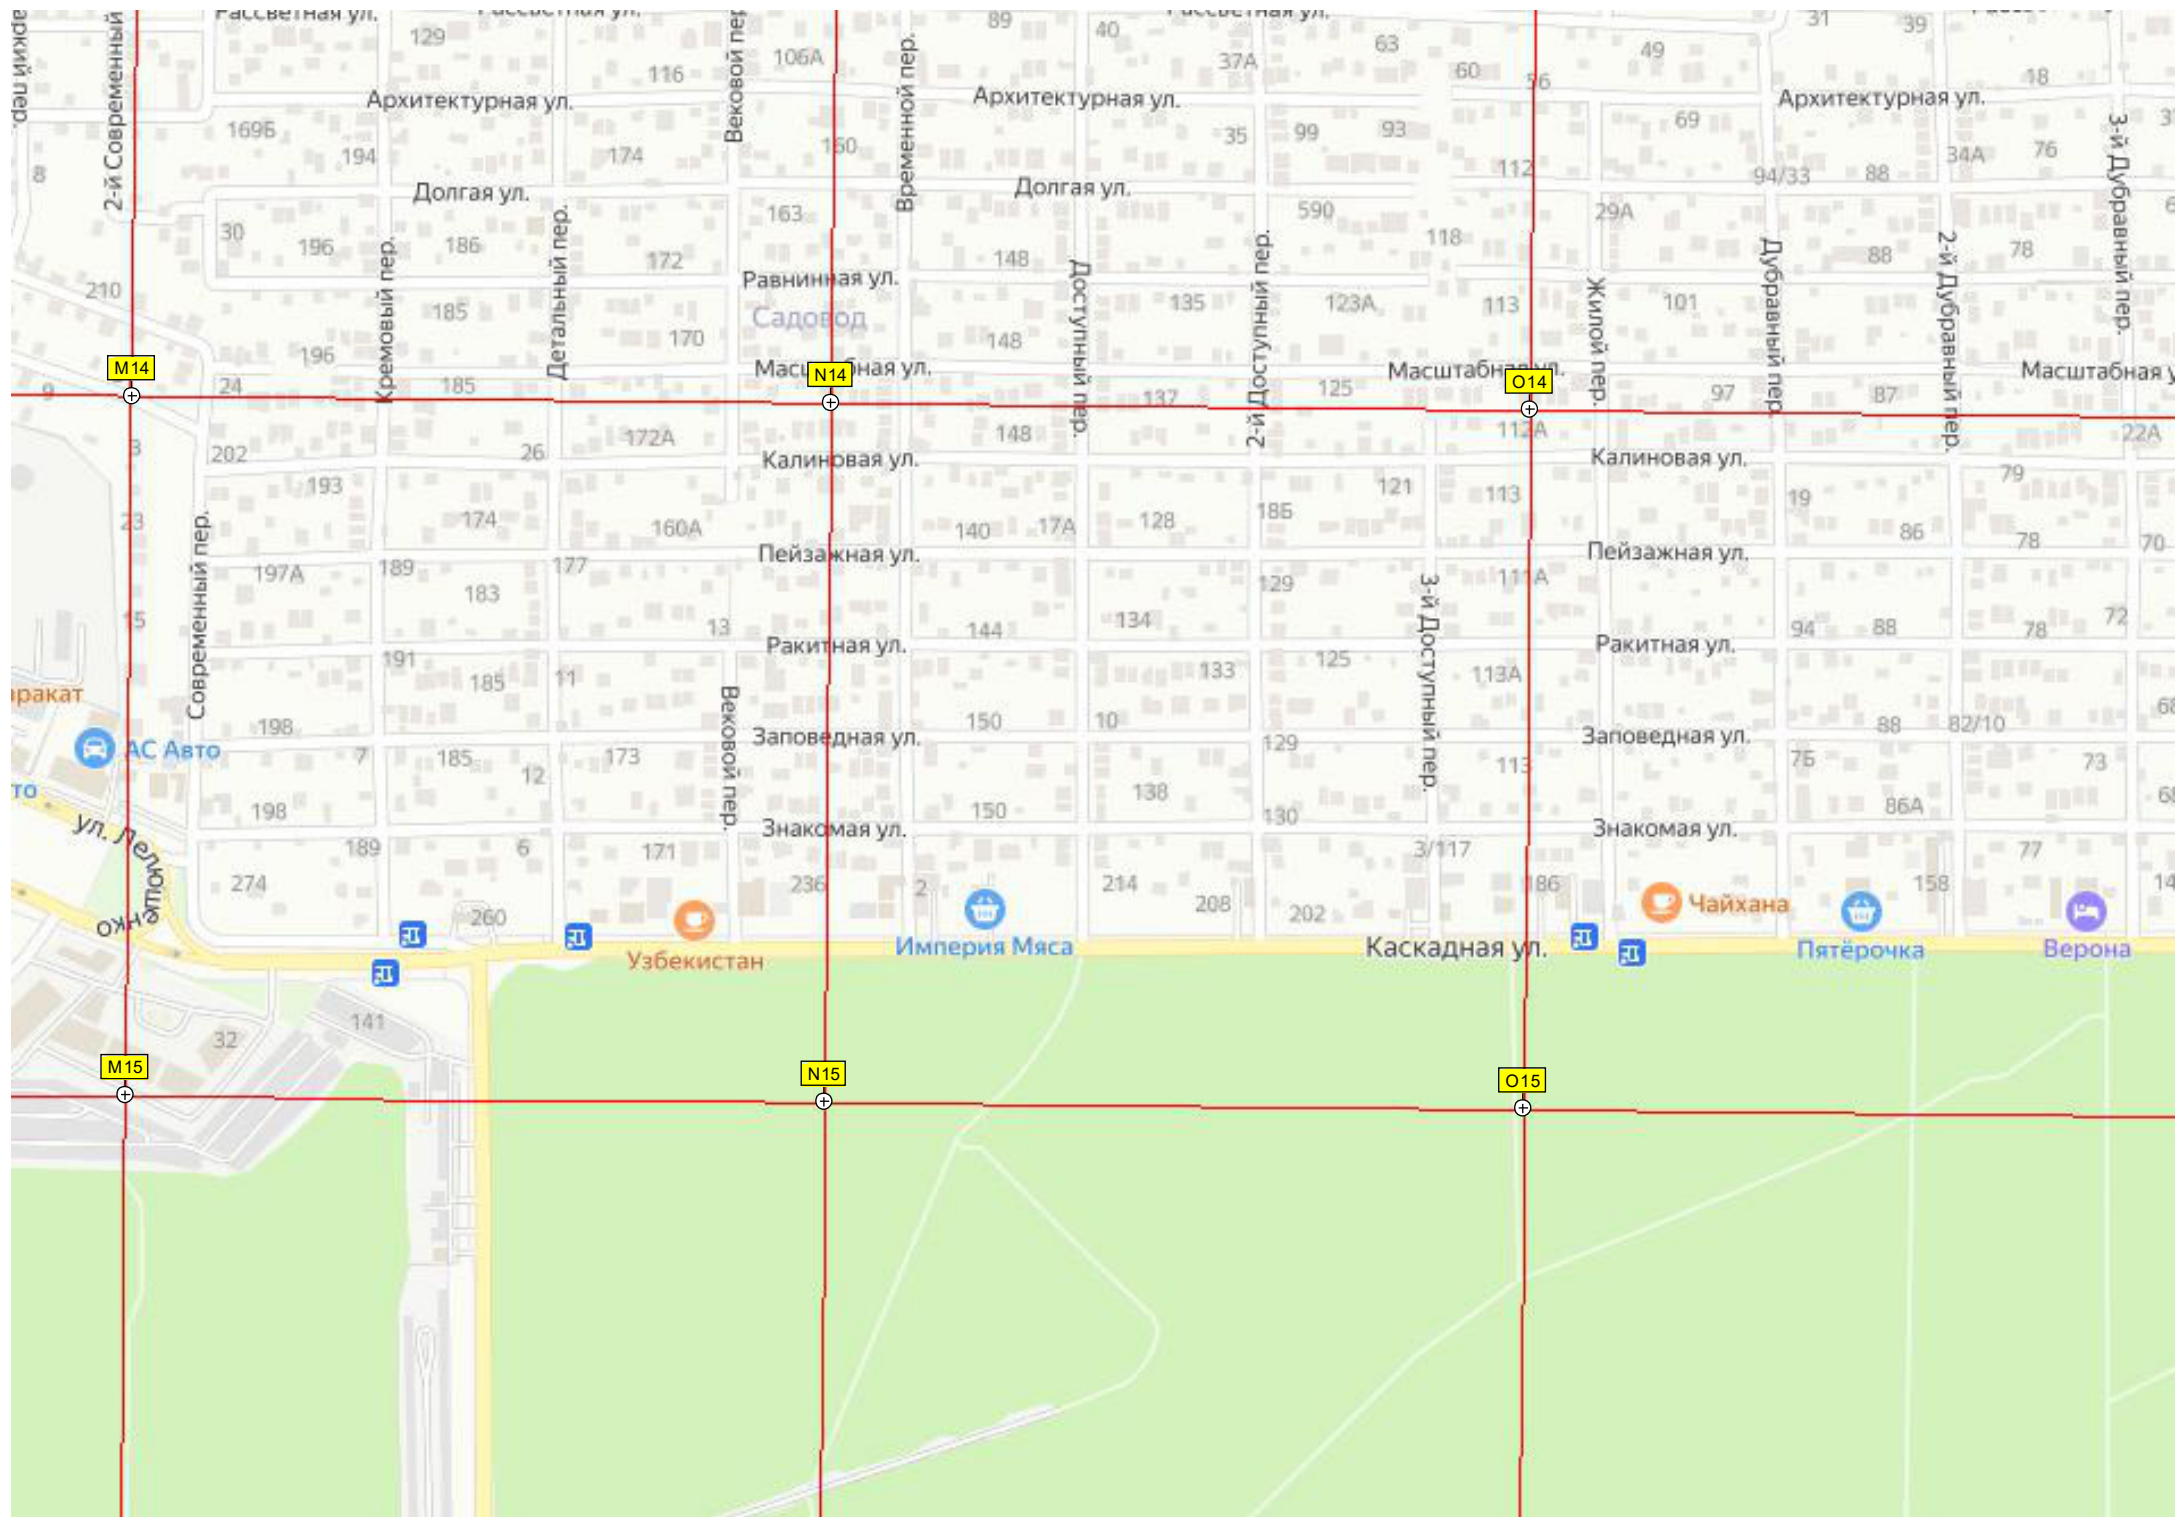 Рассветная ул.
129
116
106А
89
40
37А
63
60
56
49
31
39
18
2-й Современный
Вековой пер.
Временной пер.
Архитектурная ул.
Архитектурная ул.
Архитектурная ул.
169Б
194
174
150
35
99
93
112
69
94/33
88
34А
76
3-й Дубравный пер.
8
Долгая ул.
Долгая ул.
30
196
186
172
163
148
590
118
29А
88
78
Равнинная ул.
210
185
170
Садовод
135
123А
113
101
Кремовый пер.
Детальный пер.
Доступный пер.
2-й Доступный пер.
Жилой пер.
Дубравный пер.
2-й Дубравный пер.
196
148
M14
N14
O14
Масштабная ул.
Масштабная у
9
24
185
137
125
97
87
3
202
26
172А
148
112А
22А
Калиновая ул.
Калиновая ул.
193
174
160А
140
17А
128
18Б
121
113
19
86
79
78
70
23
Современный пер.
Пейзажная ул.
Пейзажная ул.
197А
189
183
177
129
111А
3-й Доступный пер.
15
13
144
134
94
88
78
72
Ракитная ул.
Ракитная ул.
191
185
11
133
125
113А
198
Вековой пер.
150
10
88
82/10
Заповедная ул.
Заповедная ул.
АС Авто
7
185
12
173
129
113
75
73
198
150
138
130
86А
ул. Лелюшенко
Знакомая ул.
Знакомая ул.
189
6
171
3/117
77
274
260
236
2
214
208
202
186
158
Чайхана
Узбекистан
Империя Мяса
Каскадная ул.
Пятёрочка
Верона
141
32
M15
N15
O15